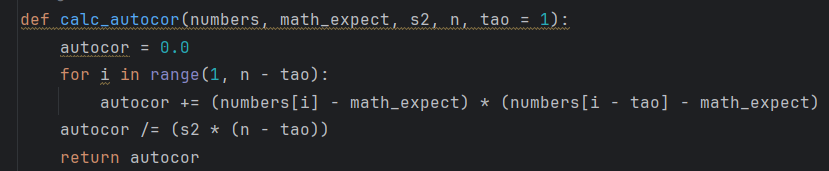 def calc_autocor(numbers, math_expect, s2, n, tao = 1):
    autocor = 0.0
    for i in range(1, n - tao):
        autocor += (numbers[i] - math_expect) * (numbers[i - tao] - math_expect)
    autocor /= (s2 * (n - tao))
    return autocor